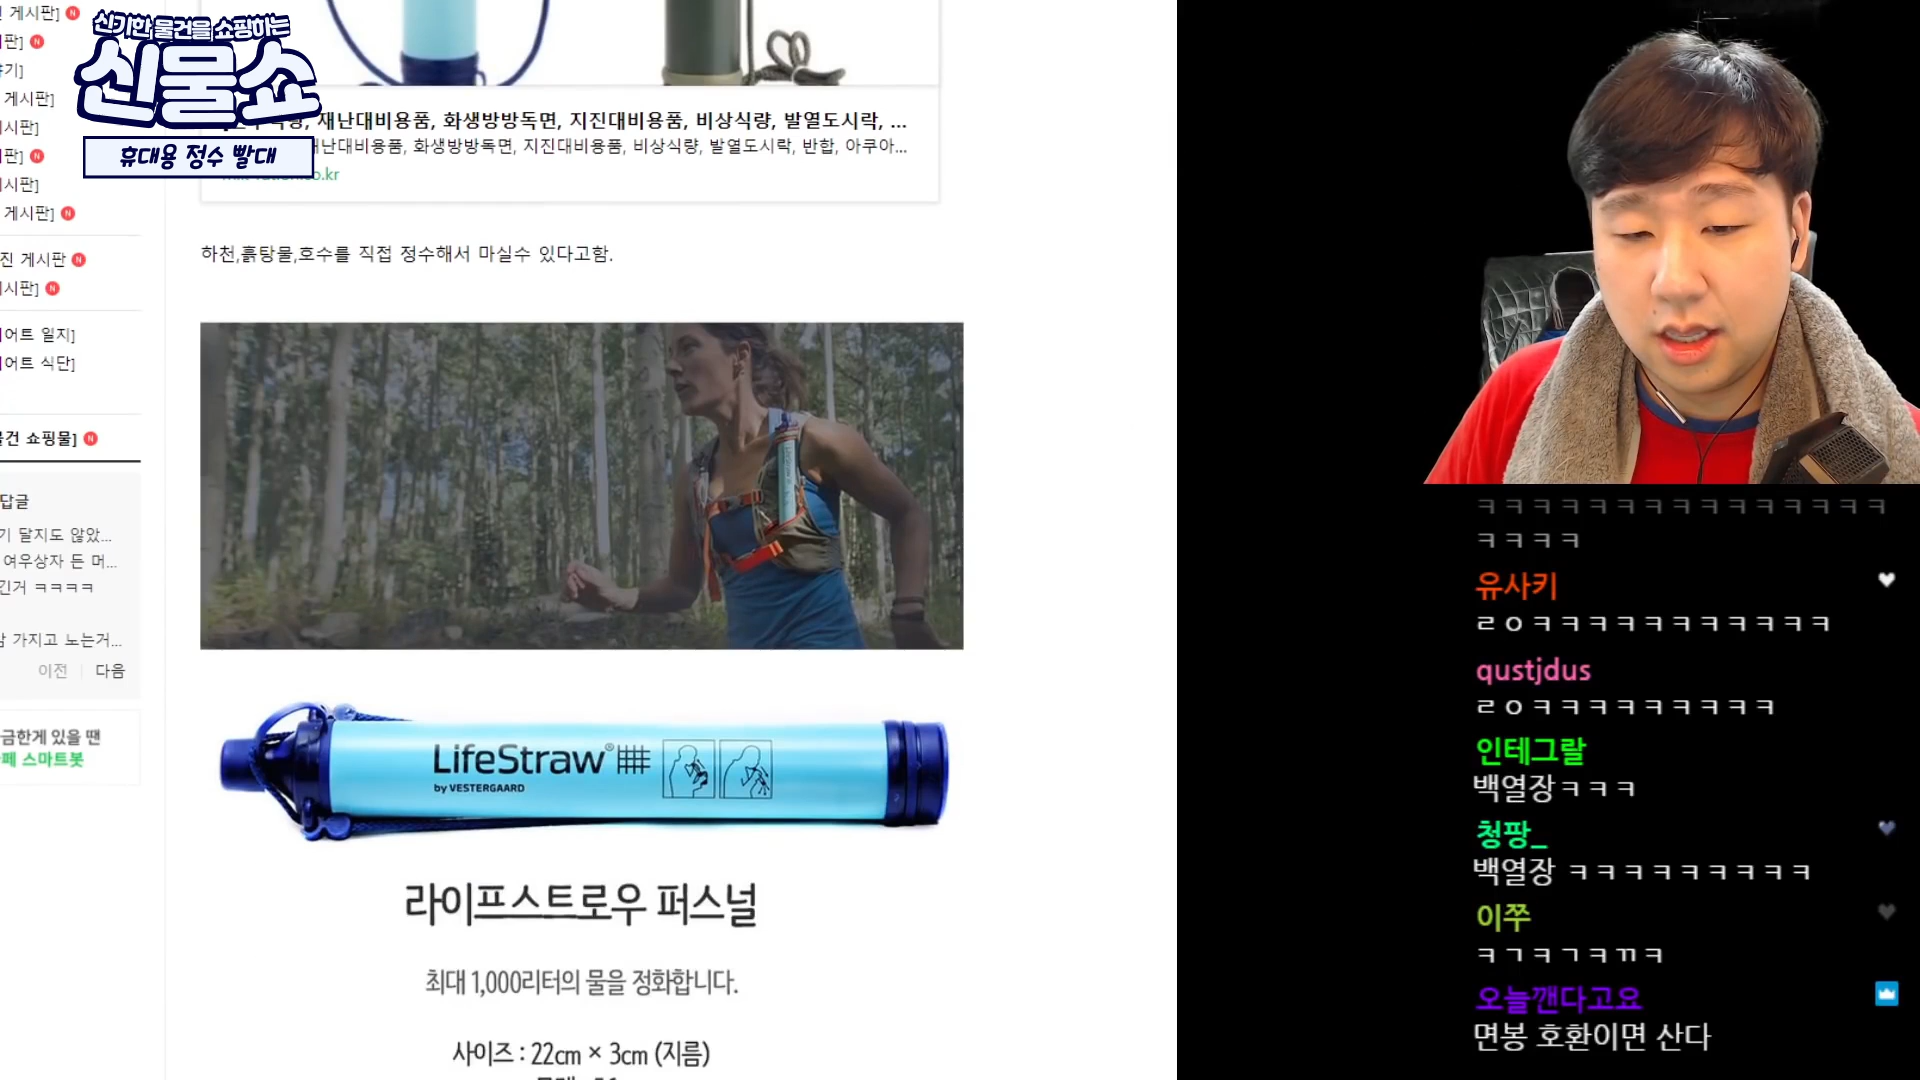 신기한 물건을 쇼핑하는
신물쇼
휴대용 정수 빨대
게시판]
판]
기]
게시판]
시판]
판]
시판]
게시판]
진 게시판
시판]
어트 일지]
어트 식단]
물건 쇼핑몰]
답글
기 달지도 않았...
여우상자 든 머...
긴거 ㅋㅋㅋㅋ
가지고 노는거...
이전
다음
금한게 있을 땐
스마트봇
재난대비용품, 화생방방독면, 지진대비용품, 비상식량, 발열도시락, ...
난대비용품, 화생방방독면, 지진대비용품, 비상식량, 발열도시락, 반합, 아쿠아...
하천,흙탕물,호수를 직접 정수해서 마실수 있다고함.
LifeStraw®
by VESTERGAARD
라이프스트로우 퍼스널
최대 1,000리터의 물을 정화합니다.
사이즈 : 22cm × 3cm (지름)
ㅋㅋㅋㅋㅋㅋㅋㅋㅋㅋㅋㅋㅋㅋㅋ
ㅋㅋㅋㅋ
유사키
ㄹㅇㅋㅋㅋㅋㅋㅋㅋㅋㅋㅋㅋ
qustjdus
ㄹㅇㅋㅋㅋㅋㅋㅋㅋㅋㅋ
인테그랄
백열장ㅋㅋㅋ
청팡_
백열장 ㅋㅋㅋㅋㅋㅋㅋㅋㅋ
이쭈
ㅋㄱㅋㄱㅋㄲㅋ
오늘깬다고요
면봉 호환이면 산다